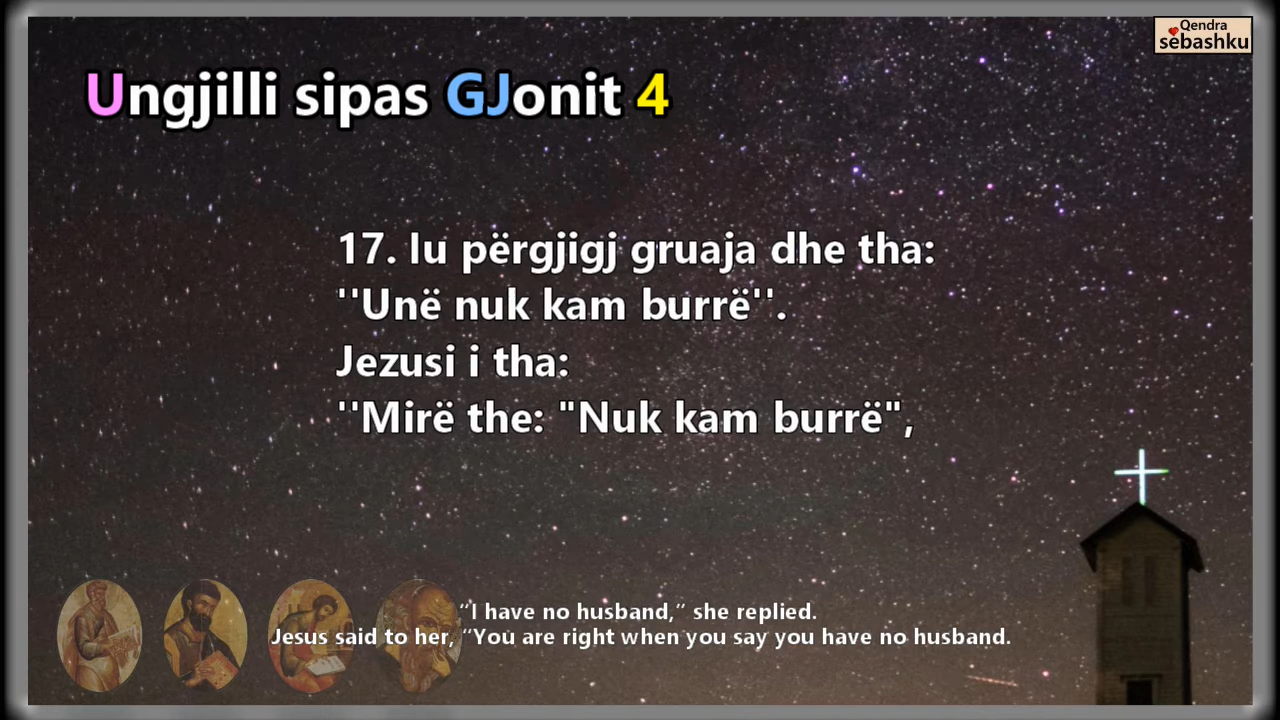 Qendra
sebashku
Ungjilli sipas GJonit 4
17. Iu përgjigj gruaja dhe tha:
''Unë nuk kam burrë''.
Jezusi i tha:
''Mirë the: "Nuk kam burrë",
“I have no husband,” she replied.
Jesus said to her, “You are right when you say you have no husband.